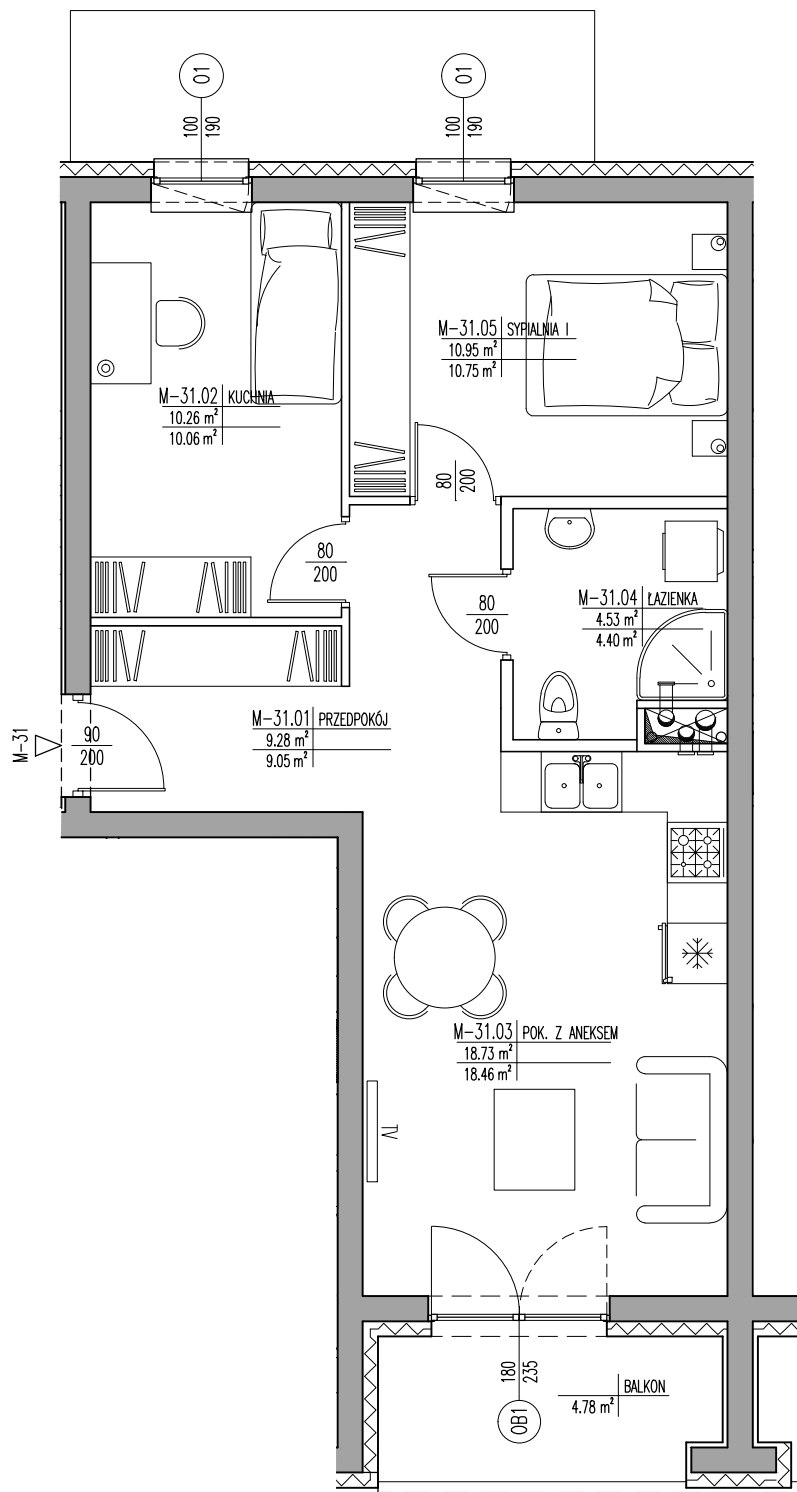 01
100
190
01
100
190
M-31.05 SYPIALNIA I
10.95 m²
10.75 m²
M-31.02 KUCHNIA
10.26 m²
10.06 m²
80
200
80
200
80
200
M-31.04 ŁAZIENKA
4.53 m²
4.40 m²
M-31.01 PRZEDPOKÓJ
9.28 m²
9.05 m²
M-31
90
200
M-31.03 POK. Z ANEKSEM
18.73 m²
18.46 m²
TV
180
235
OB1
BALKON
4.78 m²